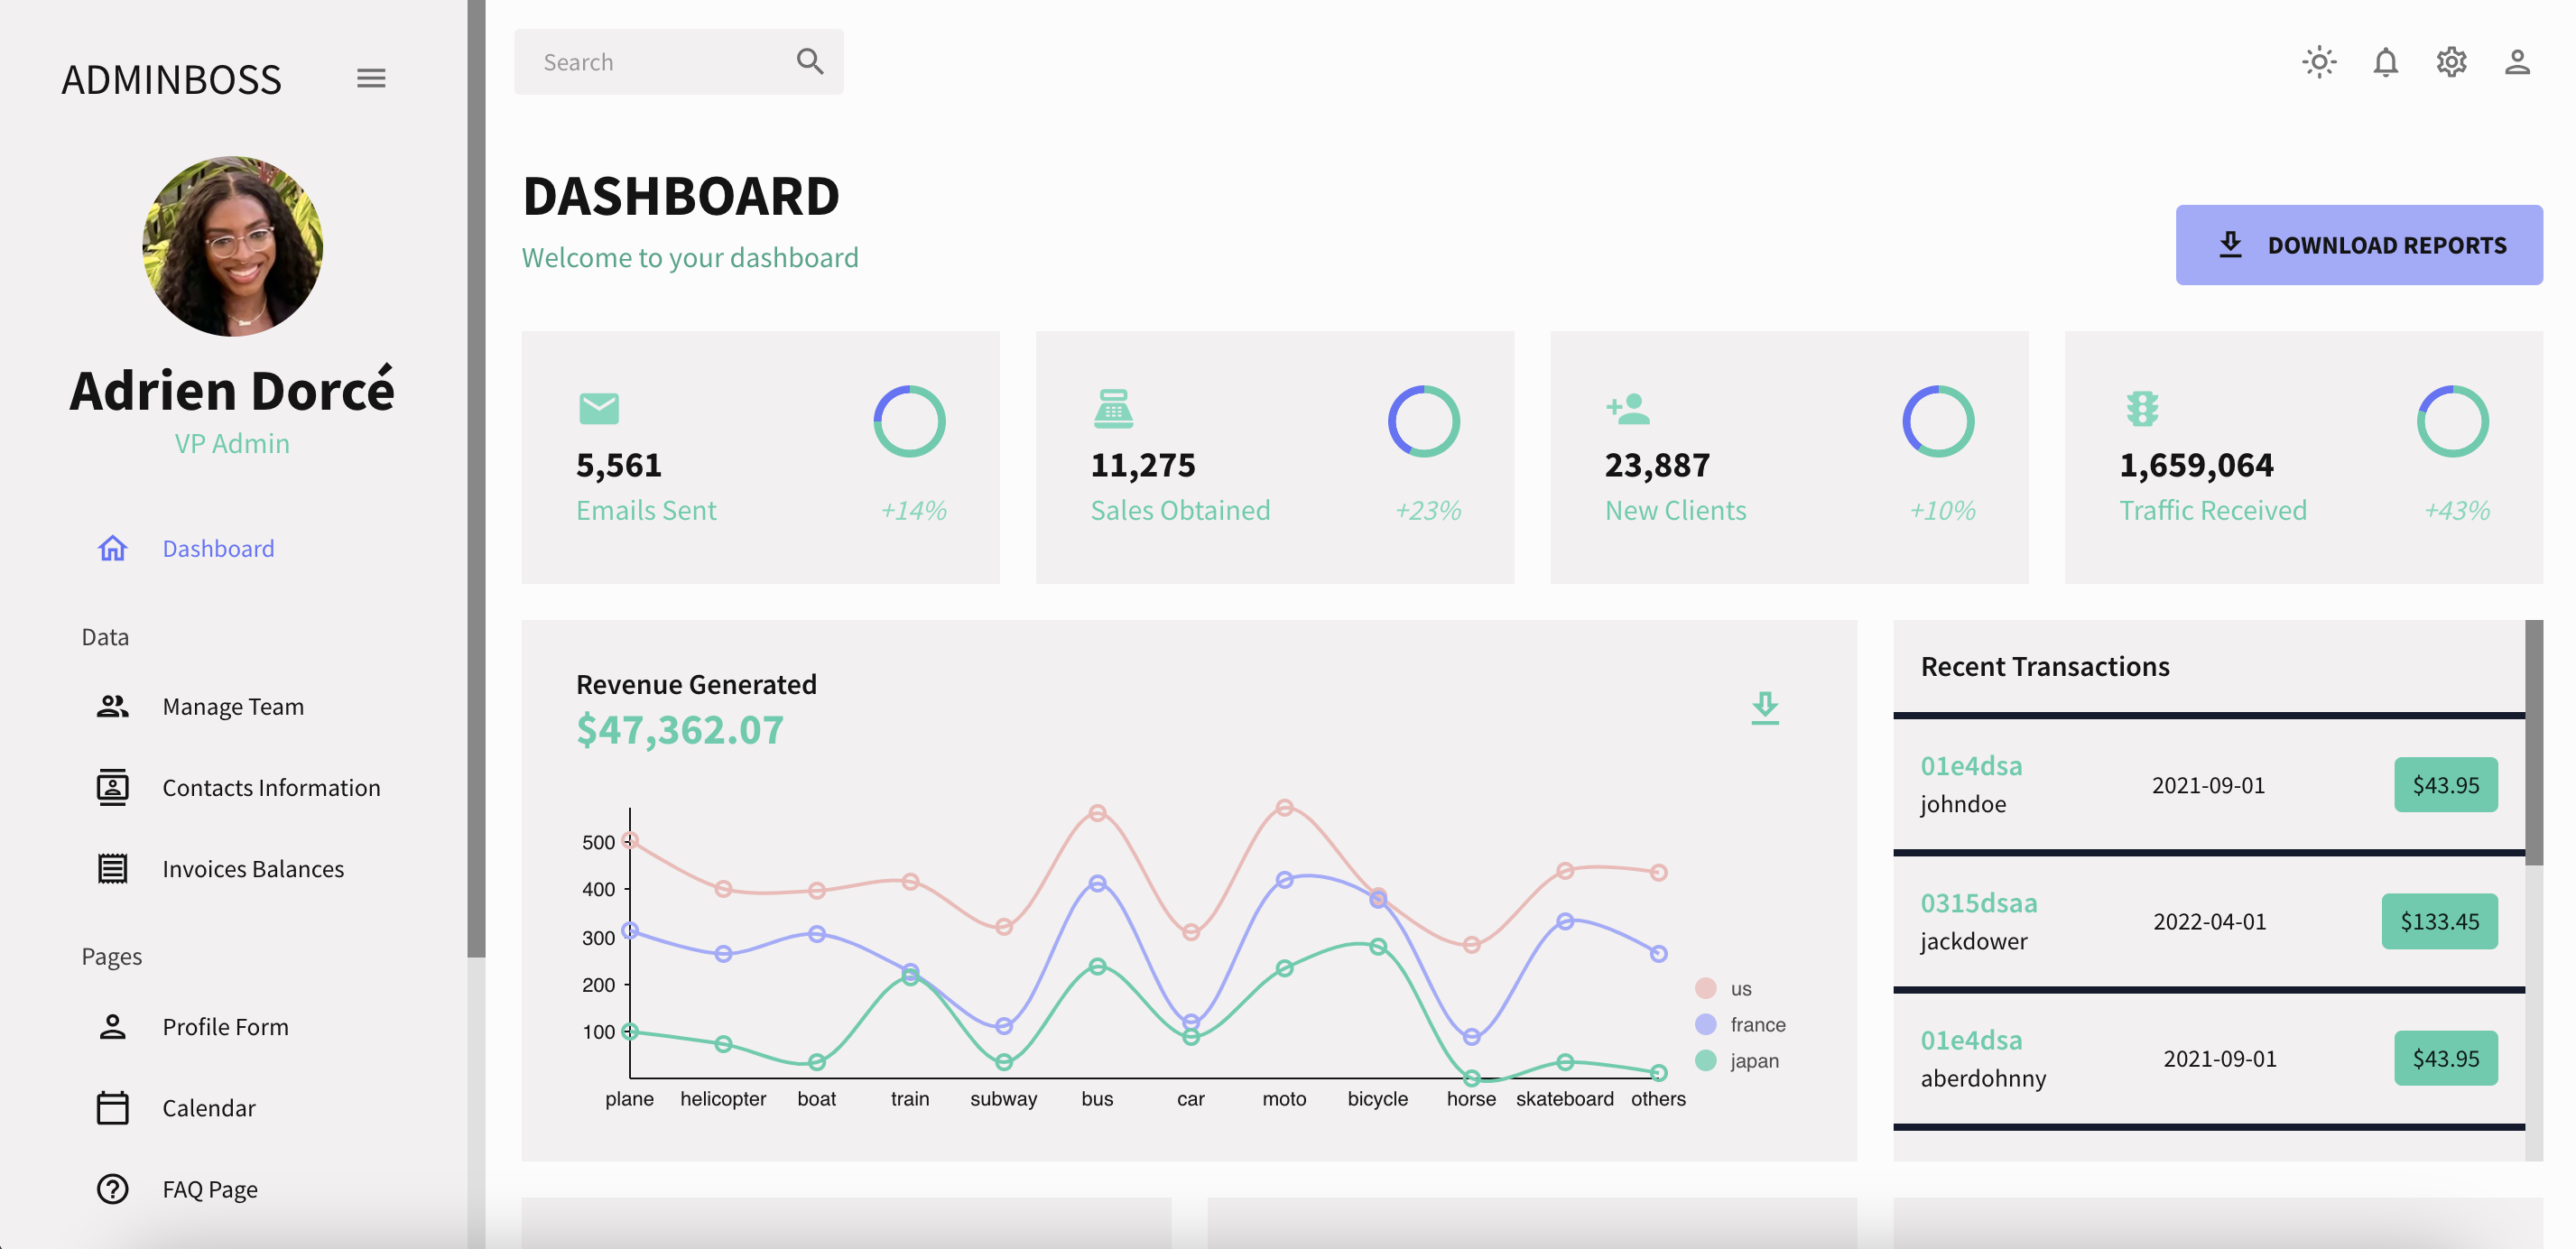 ADMINBOSS
Adrien Dorcé
VP Admin
Dashboard
Data
Manage Team
Contacts Information
Invoices Balances
Pages
Profile Form
Calendar
FAQ Page
Search
DASHBOARD
Welcome to your dashboard
DOWNLOAD REPORTS
5,561
Emails Sent +14%
11,275
Sales Obtained +23%
23,887
New Clients +10%
1,659,064
Traffic Received +43%
Revenue Generated
$47,362.07
500
400
300
200
100
plane helicopter boat train subway bus car moto bicycle horse skateboard others
us
france
japan
Recent Transactions
01e4dsa
johndoe
2021-09-01
$43.95
0315dsaa
jackdower
2022-04-01
$133.45
01e4dsa
aberdohnny
2021-09-01
$43.95